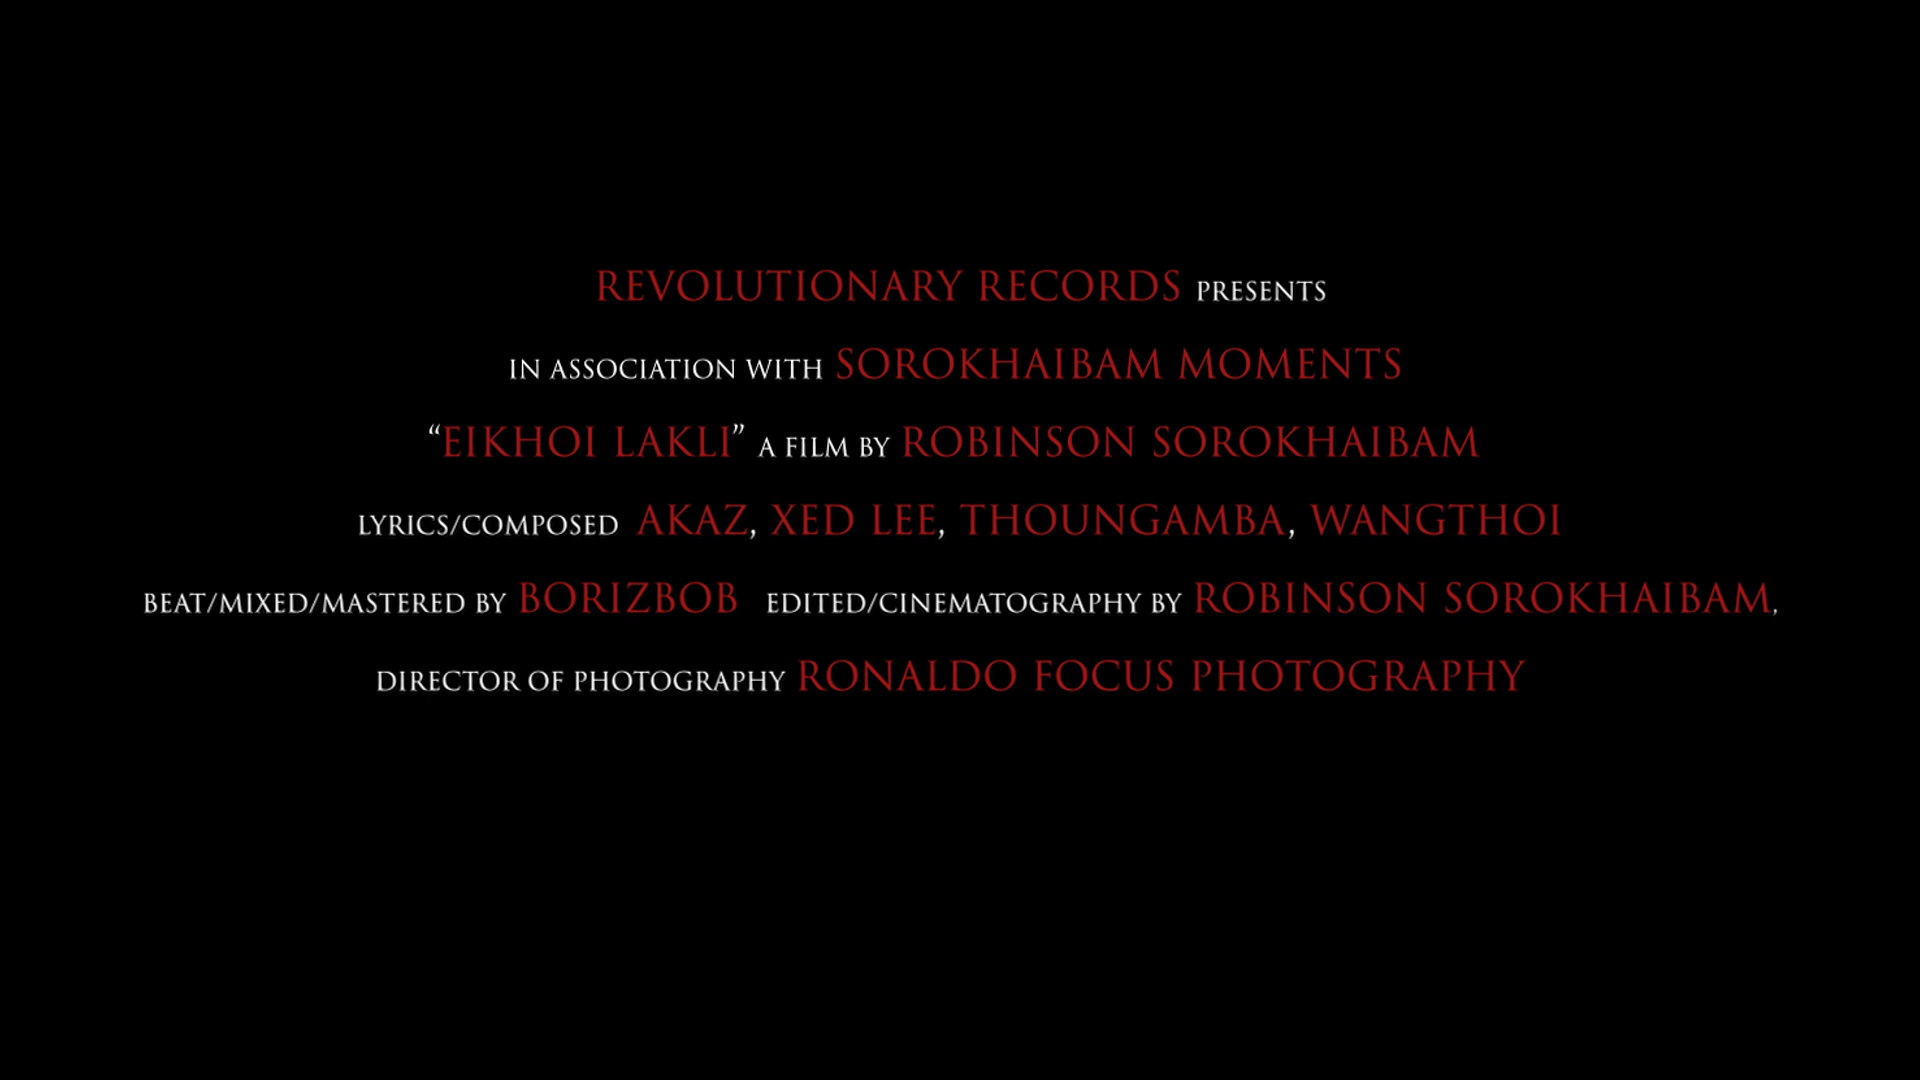 REVOLUTIONARY RECORDS PRESENTS
IN ASSOCIATION WITH SOROKHAIBAM MOMENTS
“EIKHOI LAKLI” A FILM BY ROBINSON SOROKHAIBAM
LYRICS/COMPOSED AKAZ, XED LEE, THOUNGAMBA, WANGTHOI
BEAT/MIXED/MASTERED BY BORIZBOB EDITED/CINEMATOGRAPHY BY ROBINSON SOROKHAIBAM,
DIRECTOR OF PHOTOGRAPHY RONALDO FOCUS PHOTOGRAPHY